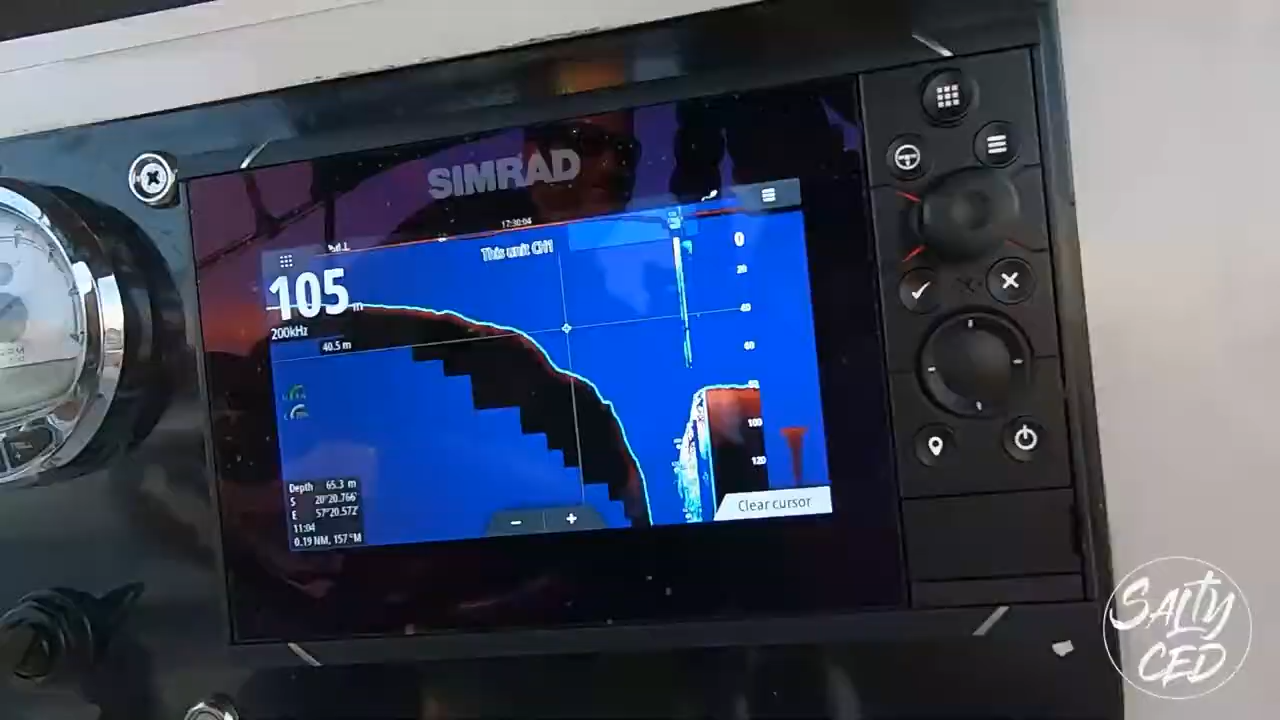 SIMRAD
17:30:04
This unit CH1
105 m
200kHz
40.5 m
0
20
40
60
80
100
120
Depth 65.3 m
S 20°20.766'
E 57°20.572'
11:04
0.19 NM, 157 °M
- +
Clear cursor
SALTY
CED